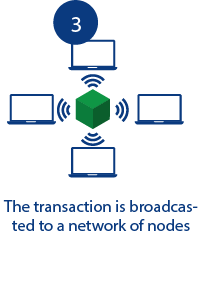 3
The transaction is broadcas-
ted to a network of nodes